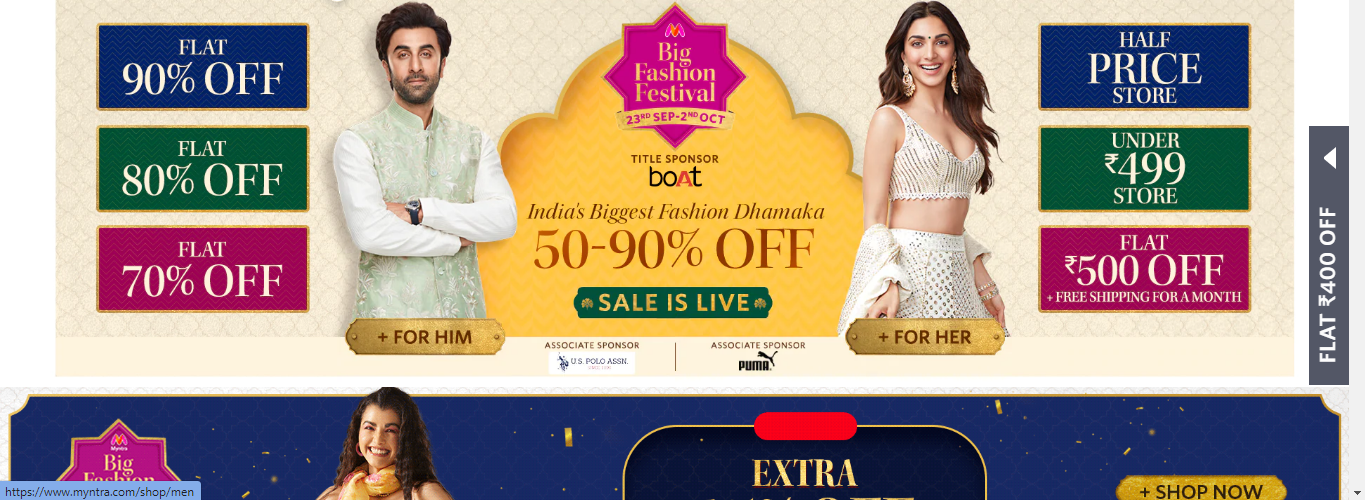 FLAT
90% OFF
FLAT
80% OFF
FLAT
70% OFF
Big
Fashion
Festival
23RD SEP-2ND OCT
TITLE SPONSOR
boAt
India's Biggest Fashion Dhamaka
50-90% OFF
SALE IS LIVE
+ FOR HIM
+ FOR HER
ASSOCIATE SPONSOR
U.S. POLO ASSN.
ASSOCIATE SPONSOR
PUMA
HALF
PRICE
STORE
UNDER
₹499
STORE
FLAT
₹500 OFF
+ FREE SHIPPING FOR A MONTH
FLAT ₹400 OFF
Myntra
Big
Fashion
EXTRA
OFF
+ SHOP NOW
https://www.myntra.com/shop/men